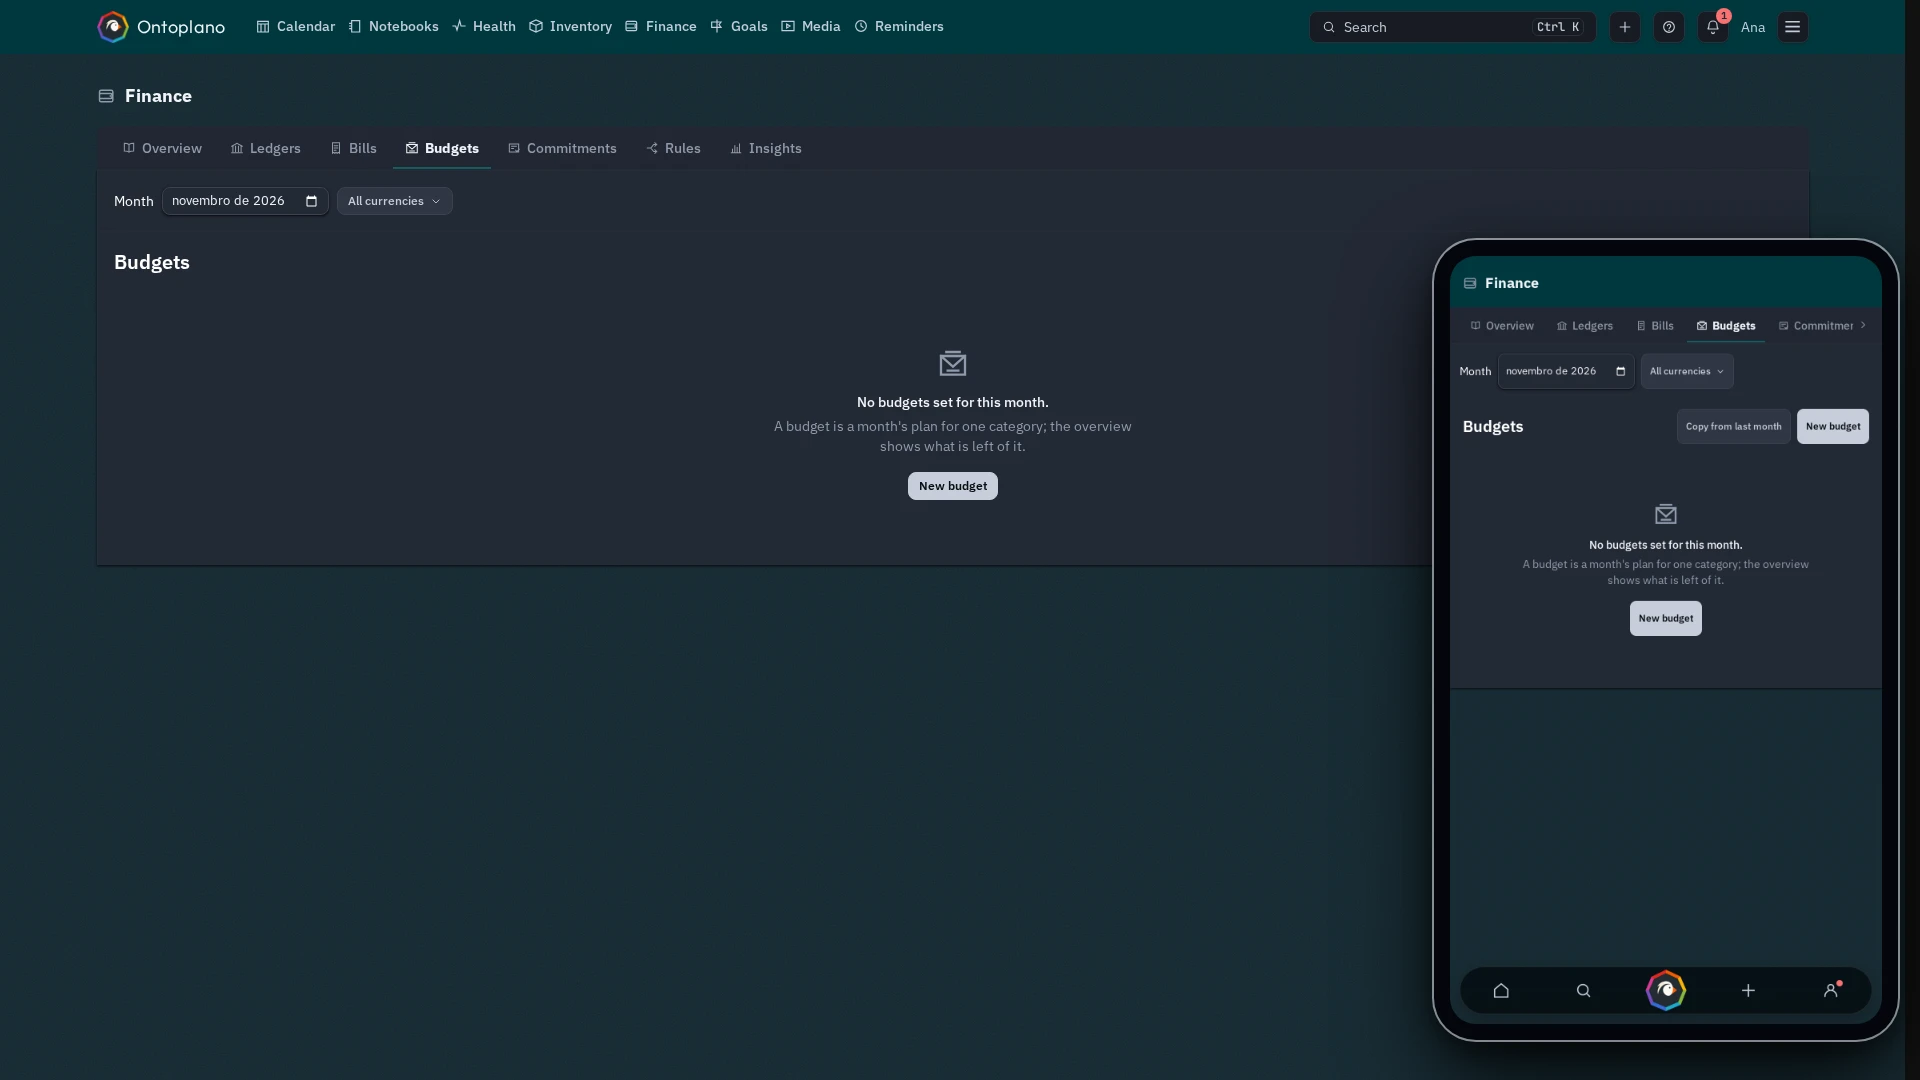 Ontoplano Calendar Notebooks Health Inventory Finance Goals Media Reminders Search Ctrl K 1 Ana
Finance
Overview Ledgers Bills Budgets Commitments Rules Insights
Month novembro de 2026 All currencies
Budgets
No budgets set for this month.
A budget is a month's plan for one category; the overview
shows what is left of it.
New budget
Finance
Overview Ledgers Bills Budgets Commitmer
Month novembro de 2026 All currencies
Budgets Copy from last month New budget
No budgets set for this month.
A budget is a month's plan for one category; the overview
shows what is left of it.
New budget